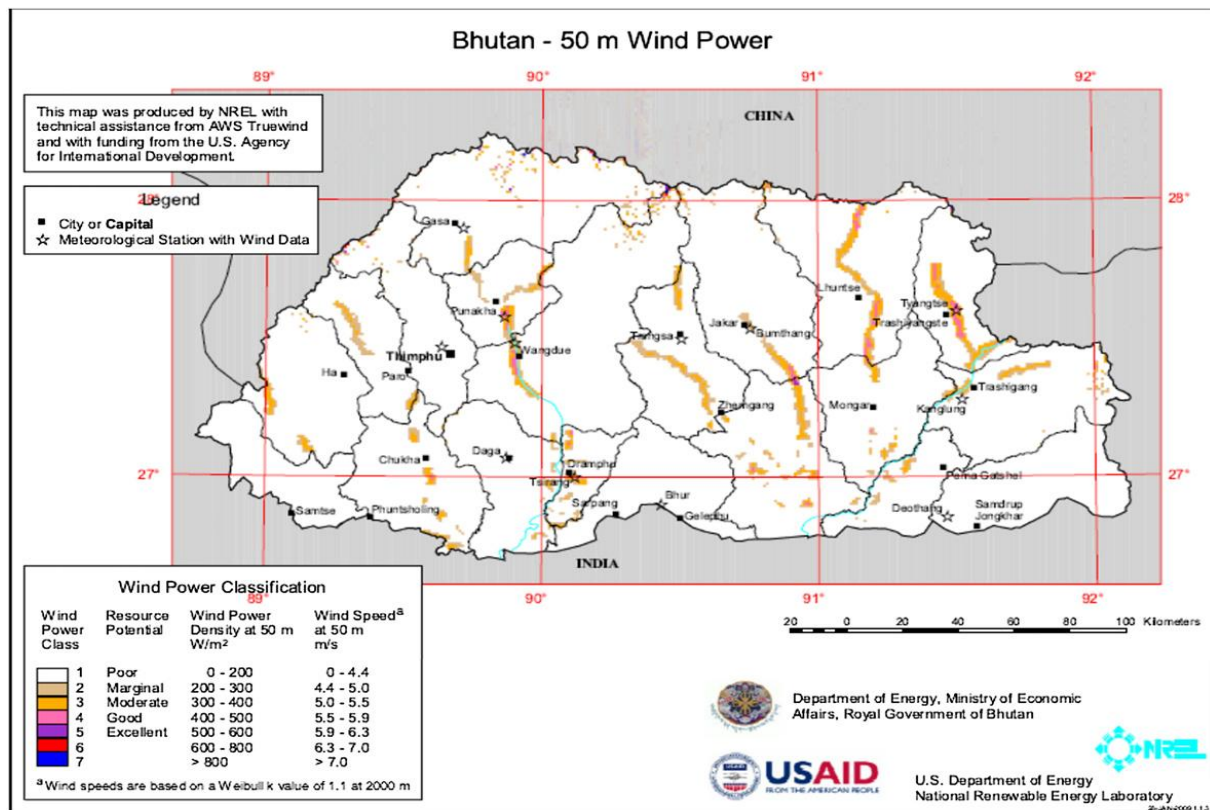 Bhutan - 50 m Wind Power
89° 90° 91° 92°
This map was produced by NREL with
technical assistance from AWS Truewind
and with funding from the U.S. Agency
for International Development.
CHINA
28° 28°
Legend
City or Capital
Meteorological Station with Wind Data
Gasa
Punakha
Wangdue
Thimphu
Ha
Paro
Trongsa
Jakar
Bumthang
Lhuntse
Tyangtse
Trashiyangste
Zhemgang
Mongar
Trashigang
Kanglung
Chukha
Daga
Drampha
Tsirang
27° 27°
Pema Gatshel
Samtse
Phuntsholing
Sarpang
Bhur
Gelephu
Deothang
Samdrup
Jongkhar
INDIA
89° 90° 91° 92°
Wind Power Classification
Wind Resource Wind Power Wind Speedᵃ
Power Potential Density at 50 m at 50 m
Class W/m² m/s
1 Poor 0 - 200 0 - 4.4
2 Marginal 200 - 300 4.4 - 5.0
3 Moderate 300 - 400 5.0 - 5.5
4 Good 400 - 500 5.5 - 5.9
5 Excellent 500 - 600 5.9 - 6.3
6 600 - 800 6.3 - 7.0
7 > 800 > 7.0
ᵃ Wind speeds are based on a Weibull k value of 1.1 at 2000 m
20 0 20 40 60 80 100 Kilometers
Department of Energy, Ministry of Economic
Affairs, Royal Government of Bhutan
USAID
FROM THE AMERICAN PEOPLE
NREL
U.S. Department of Energy
National Renewable Energy Laboratory